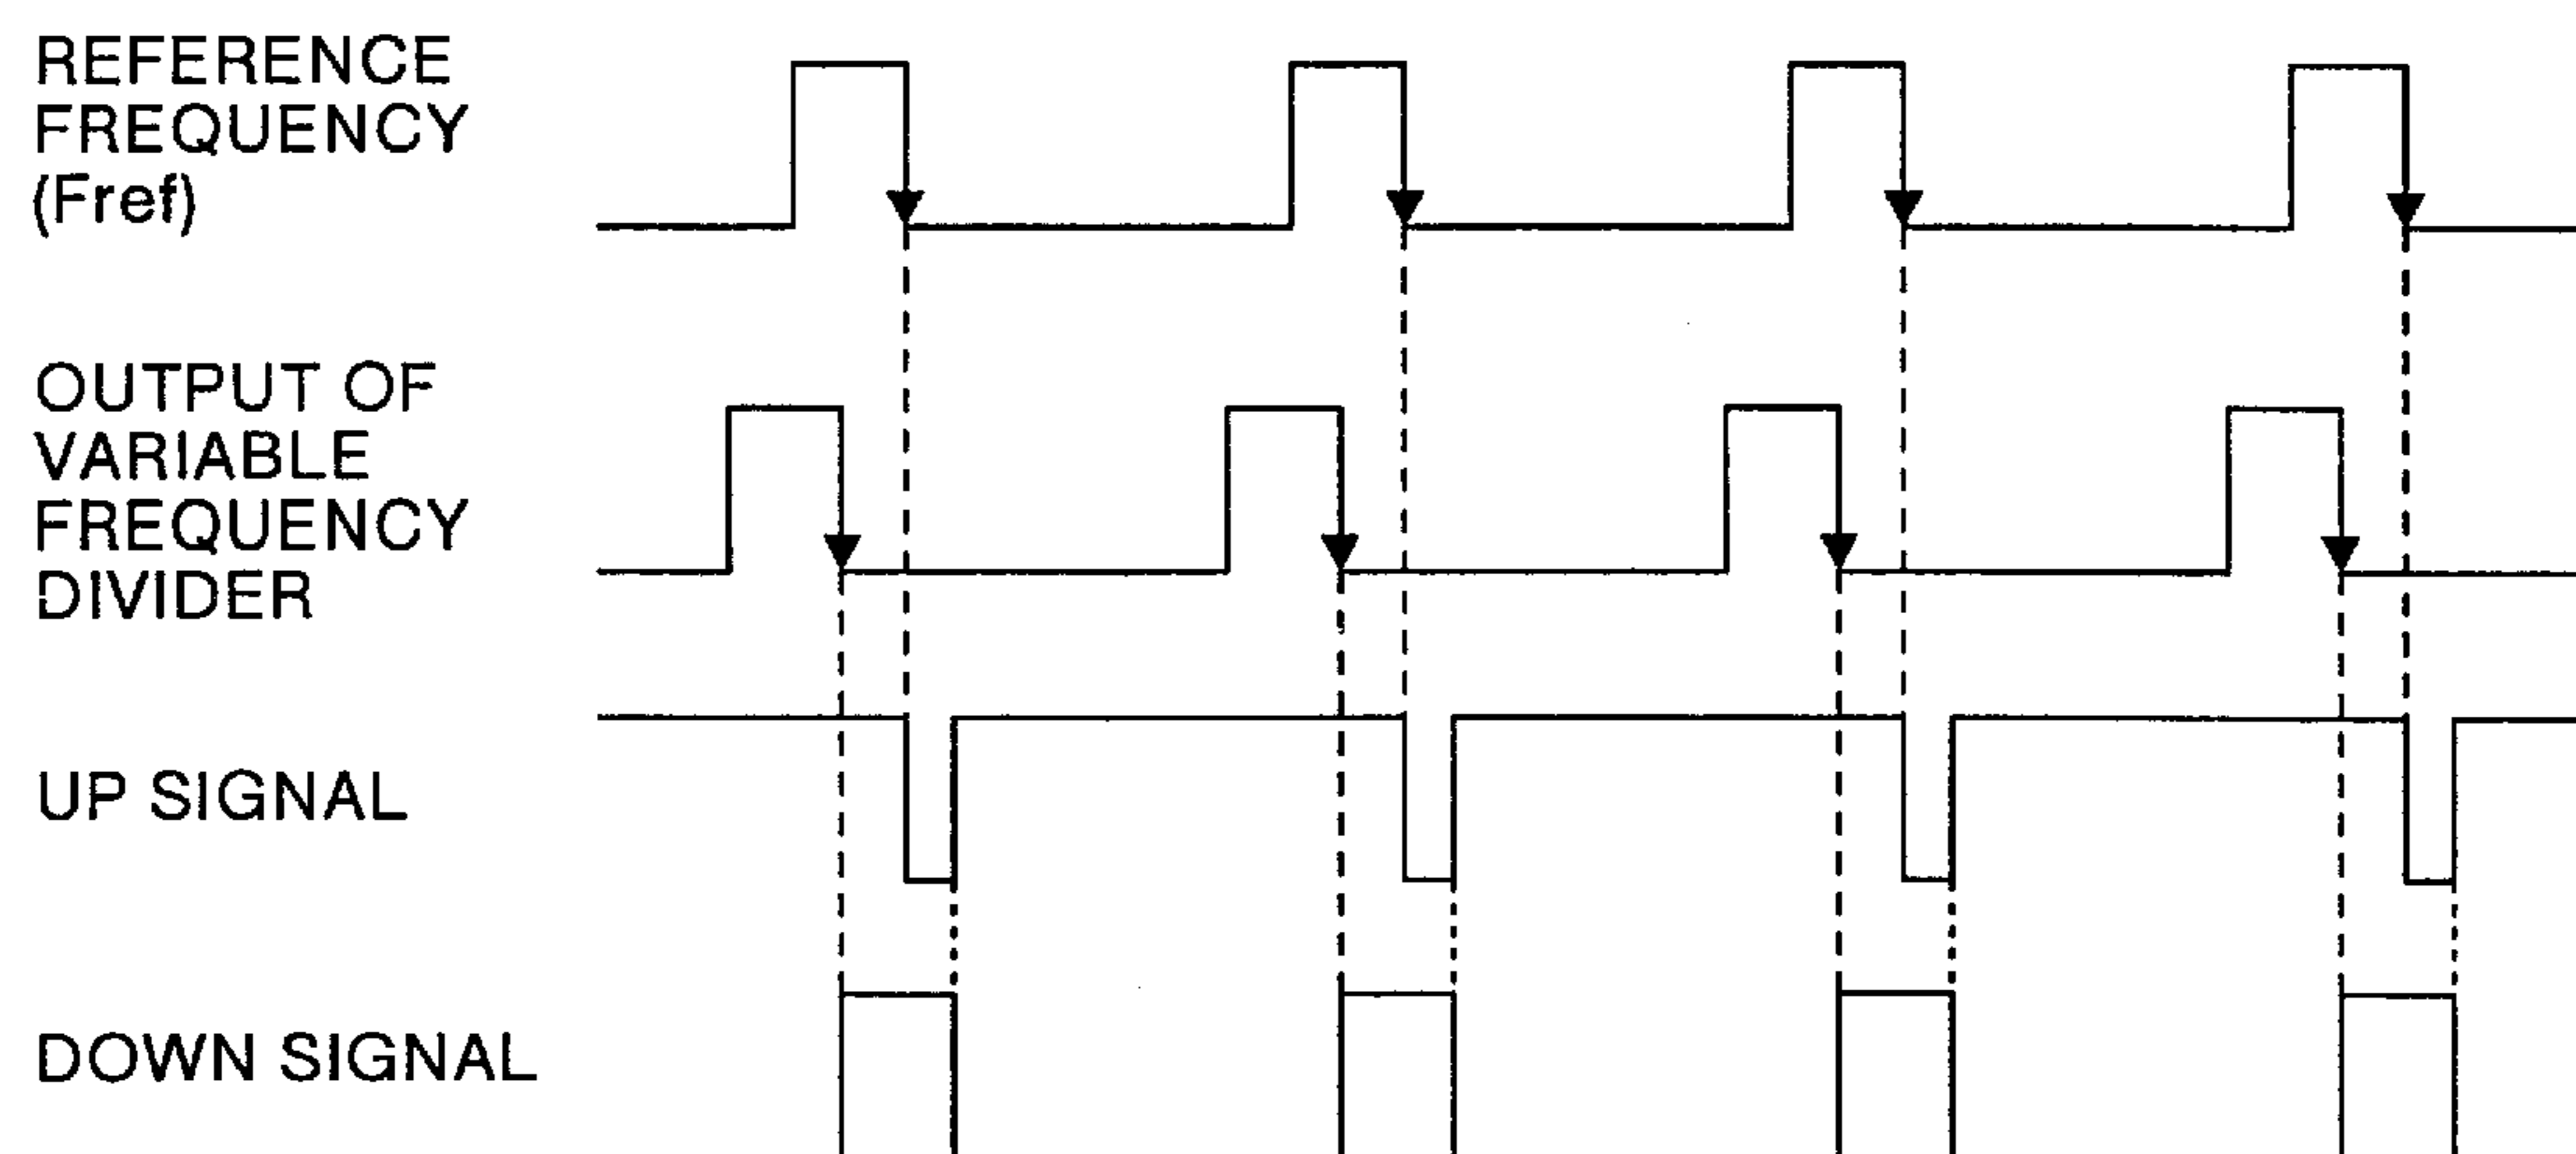 REFERENCE
FREQUENCY
(Fref)
OUTPUT OF
VARIABLE
FREQUENCY
DIVIDER
UP SIGNAL
DOWN SIGNAL